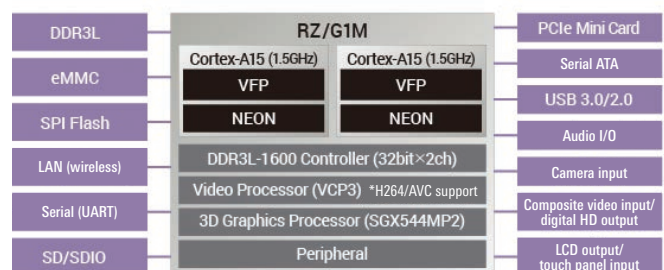 DDR3L
eMMC
SPI Flash
LAN (wireless)
Serial (UART)
SD/SDIO
RZ/G1M
Cortex-A15 (1.5GHz)
VFP
NEON
Cortex-A15 (1.5GHz)
VFP
NEON
DDR3L-1600 Controller (32bit×2ch)
Video Processor (VCP3) *H264/AVC support
3D Graphics Processor (SGX544MP2)
Peripheral
PCIe Mini Card
Serial ATA
USB 3.0/2.0
Audio I/O
Camera input
Composite video input/
digital HD output
LCD output/
touch panel input